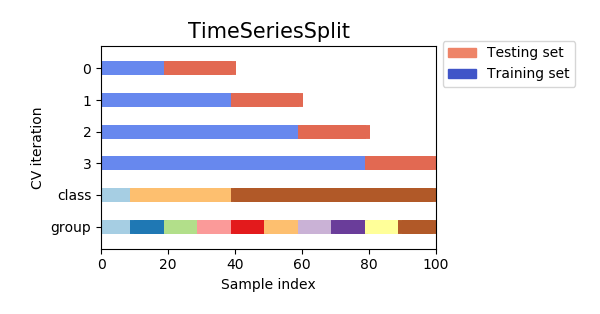 TimeSeriesSplit
Testing set
Training set
0
1
2
3
class
group
CV iteration
0 20 40 60 80 100
Sample index